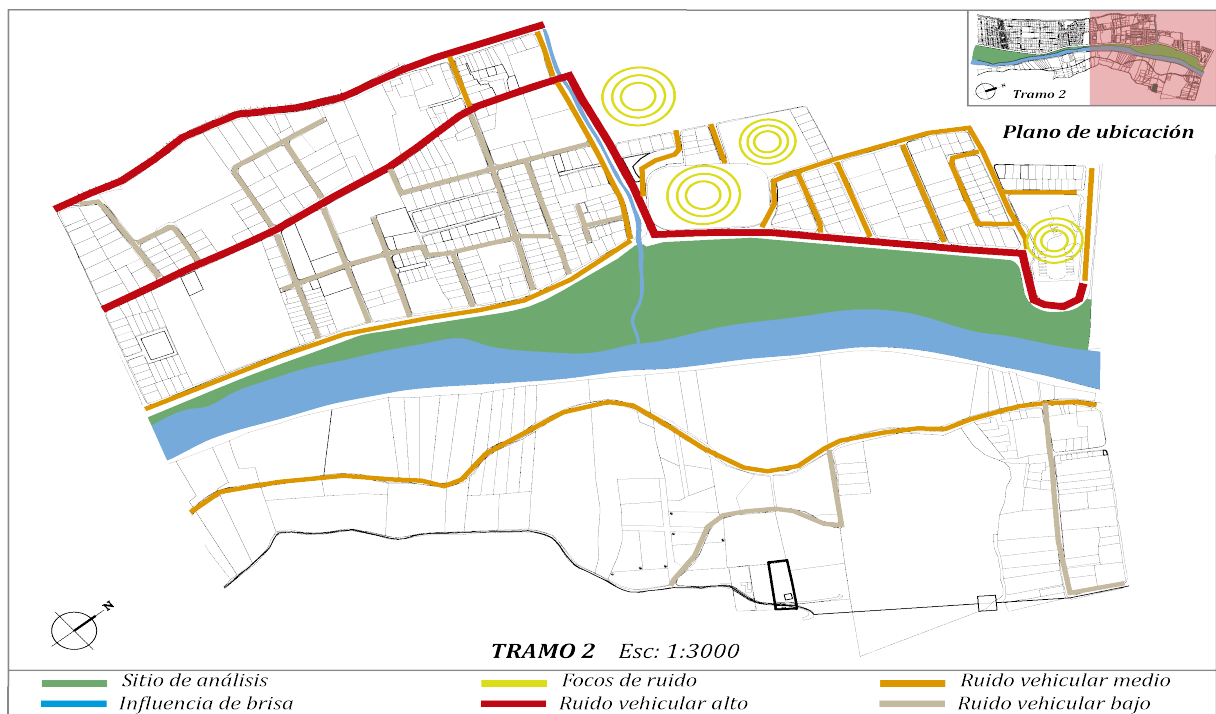 N
Tramo 2
Plano de ubicación
N
TRAMO 2 Esc: 1:3000
Sitio de análisis
Focos de ruido
Ruido vehicular medio
Influencia de brisa
Ruido vehicular alto
Ruido vehicular bajo